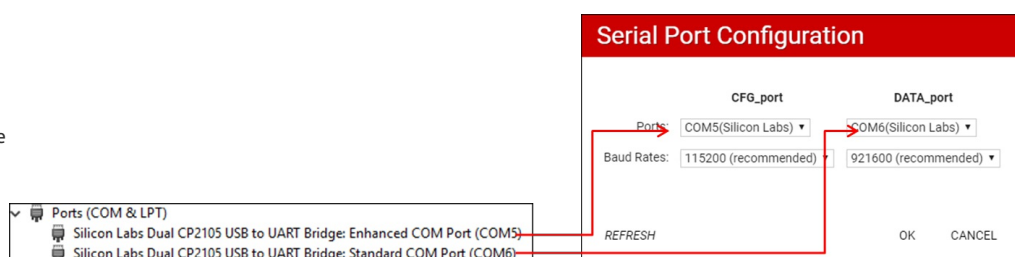 Serial Port Configuration
CFG_port DATA_port
Ports: COM5(Silicon Labs) COM6(Silicon Labs)
Baud Rates: 115200 (recommended) 921600 (recommended)
e
Ports (COM & LPT)
Silicon Labs Dual CP2105 USB to UART Bridge: Enhanced COM Port (COM5)
Silicon Labs Dual CP2105 USB to UART Bridge: Standard COM Port (COM6)
REFRESH OK CANCEL